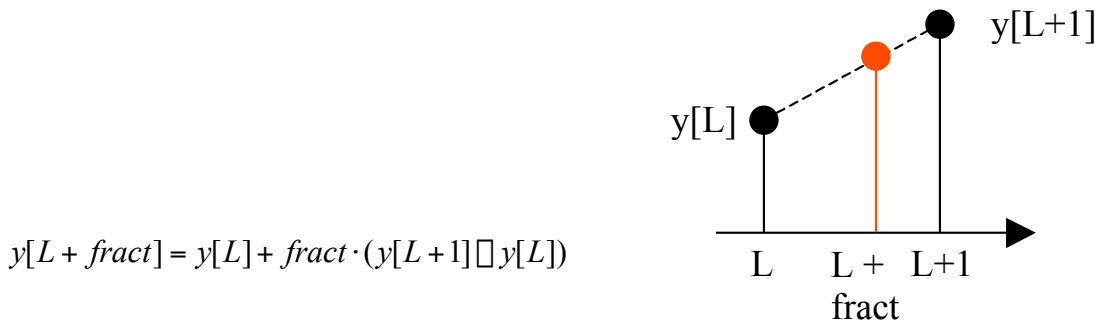 y[L+1]
y[L]
y[L + fract] = y[L] + fract · (y[L +1]□ y[L])
L
L +
fract
L+1